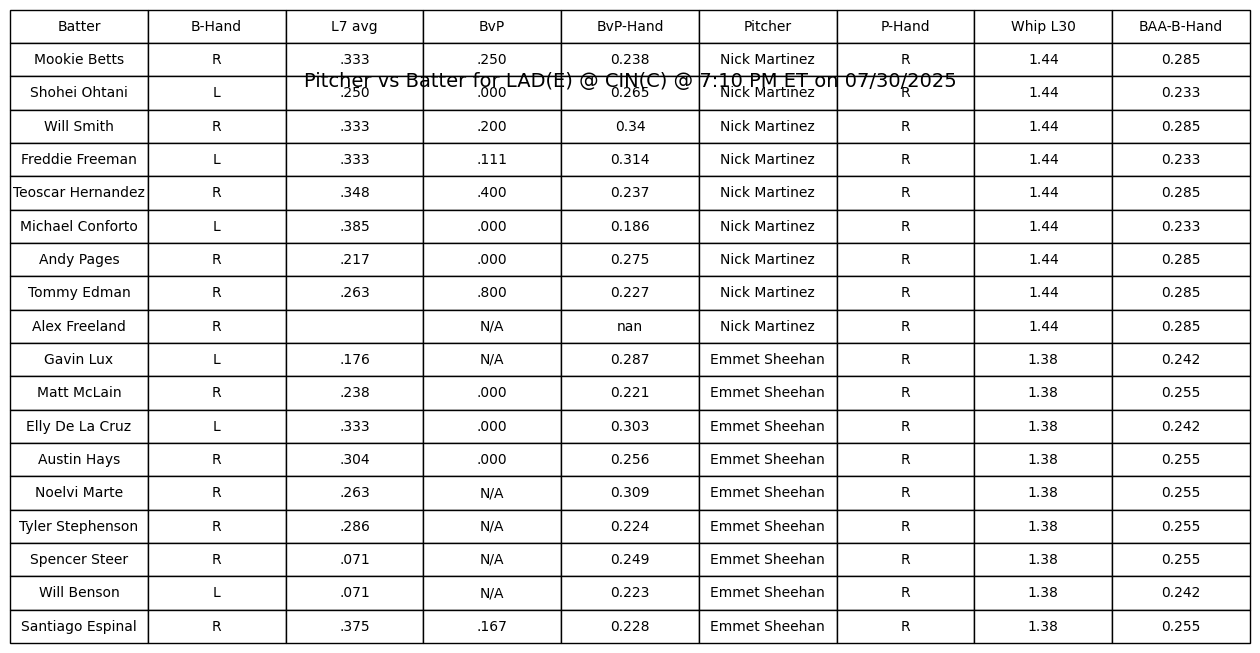 Batter B-Hand L7 avg BvP BvP-Hand Pitcher P-Hand Whip L30 BAA-B-Hand
Mookie Betts R .333 .250 0.238 Nick Martinez R 1.44 0.285
Pitcher vs Batter for LAD(E) @ CIN(C) @ 7:10 PM ET on 07/30/2025
Shohei Ohtani L .250 .000 0.265 Nick Martinez R 1.44 0.233
Will Smith R .333 .200 0.34 Nick Martinez R 1.44 0.285
Freddie Freeman L .333 .111 0.314 Nick Martinez R 1.44 0.233
Teoscar Hernandez R .348 .400 0.237 Nick Martinez R 1.44 0.285
Michael Conforto L .385 .000 0.186 Nick Martinez R 1.44 0.233
Andy Pages R .217 .000 0.275 Nick Martinez R 1.44 0.285
Tommy Edman R .263 .800 0.227 Nick Martinez R 1.44 0.285
Alex Freeland R N/A nan Nick Martinez R 1.44 0.285
Gavin Lux L .176 N/A 0.287 Emmet Sheehan R 1.38 0.242
Matt McLain R .238 .000 0.221 Emmet Sheehan R 1.38 0.255
Elly De La Cruz L .333 .000 0.303 Emmet Sheehan R 1.38 0.242
Austin Hays R .304 .000 0.256 Emmet Sheehan R 1.38 0.255
Noelvi Marte R .263 N/A 0.309 Emmet Sheehan R 1.38 0.255
Tyler Stephenson R .286 N/A 0.224 Emmet Sheehan R 1.38 0.255
Spencer Steer R .071 N/A 0.249 Emmet Sheehan R 1.38 0.255
Will Benson L .071 N/A 0.223 Emmet Sheehan R 1.38 0.242
Santiago Espinal R .375 .167 0.228 Emmet Sheehan R 1.38 0.255